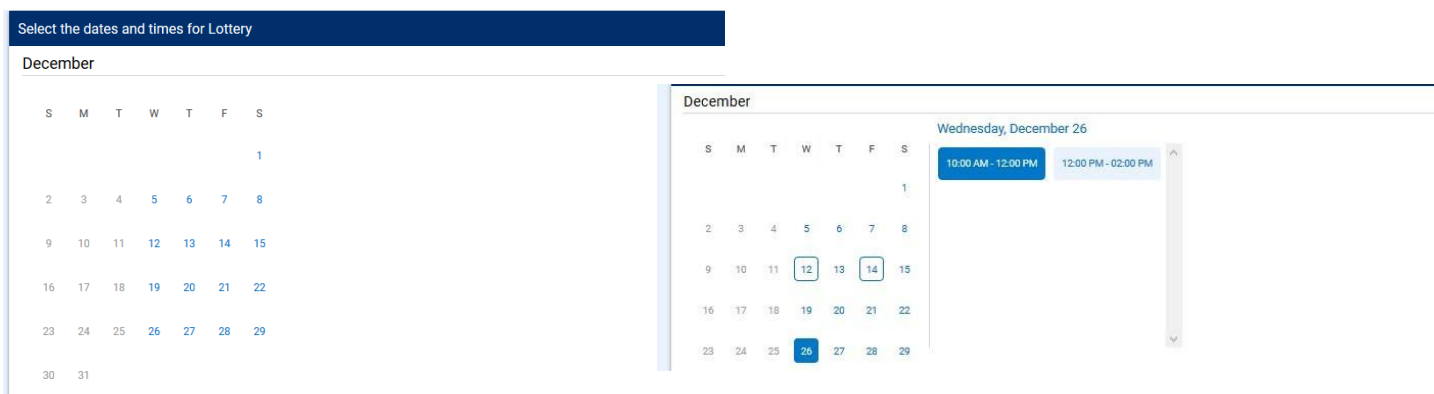 Select the dates and times for Lottery
December
S M T W T F S
1
2 3 4 5 6 7 8
9 10 11 12 13 14 15
16 17 18 19 20 21 22
23 24 25 26 27 28 29
30 31
December
Wednesday, December 26
S M T W T F S
10:00 AM - 12:00 PM 12:00 PM - 02:00 PM
1
2 3 4 5 6 7 8
9 10 11 12 13 14 15
16 17 18 19 20 21 22
23 24 25 26 27 28 29